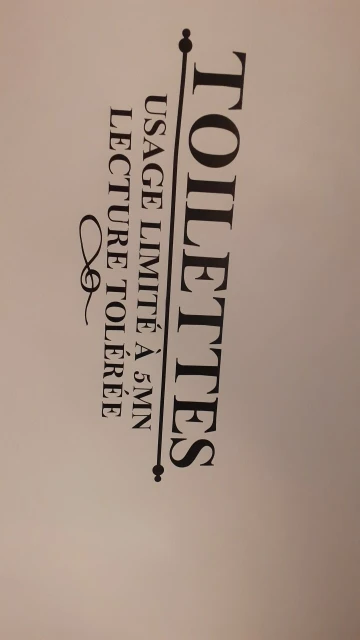 TOILETTES
USAGE LIMITÉ À 5MN
LECTURE TOLÉRÉE